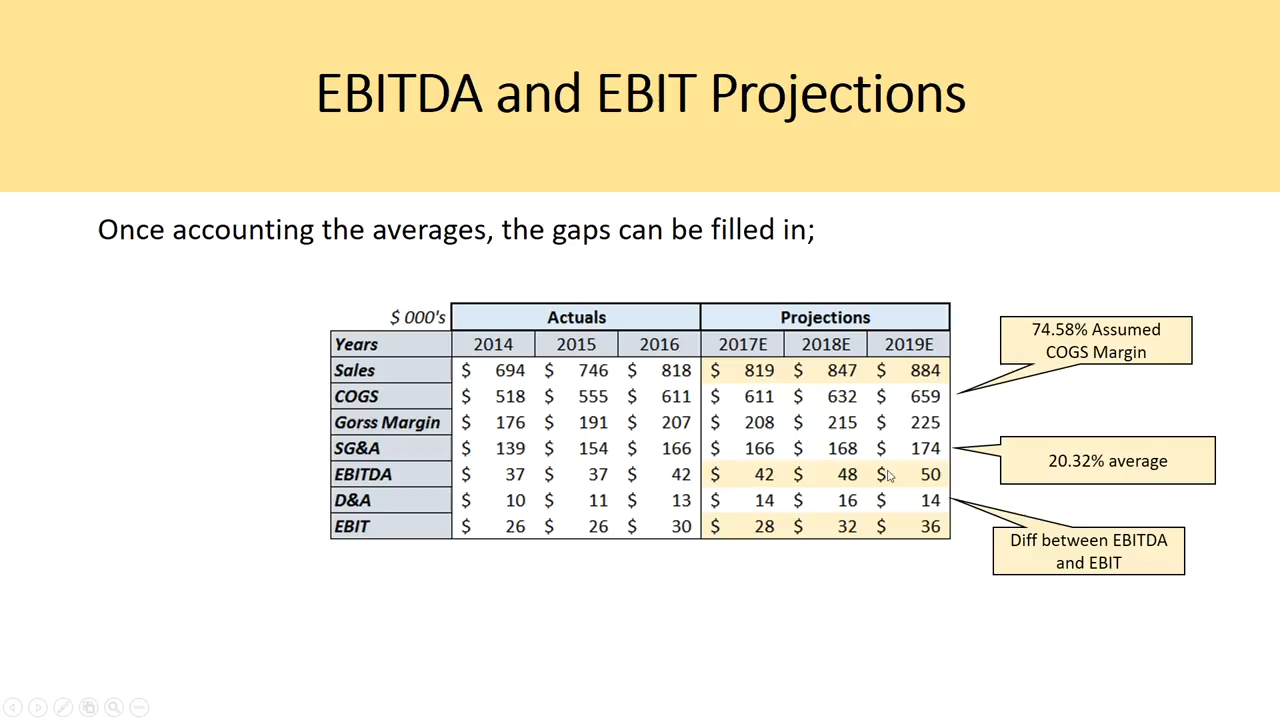 EBITDA and EBIT Projections
Once accounting the averages, the gaps can be filled in;
$ 000's Actuals Projections
Years 2014 2015 2016 2017E 2018E 2019E
Sales $ 694 $ 746 $ 818 $ 819 $ 847 $ 884
COGS $ 518 $ 555 $ 611 $ 611 $ 632 $ 659
Gorss Margin $ 176 $ 191 $ 207 $ 208 $ 215 $ 225
SG&A $ 139 $ 154 $ 166 $ 166 $ 168 $ 174
EBITDA $ 37 $ 37 $ 42 $ 42 $ 48 $ 50
D&A $ 10 $ 11 $ 13 $ 14 $ 16 $ 14
EBIT $ 26 $ 26 $ 30 $ 28 $ 32 $ 36
74.58% Assumed
COGS Margin
20.32% average
Diff between EBITDA
and EBIT